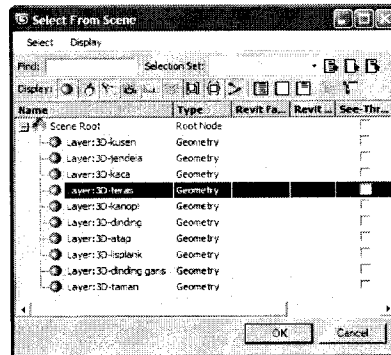 Select From Scene
Select Display
Find: Selection Set:
Display:
Name Type Revit Fa... Revit ... See-Thr...
Scene Root Root Node
Layer:3D-kusen Geometry
Layer:3D-jendela Geometry
Layer:3D-kaca Geometry
Layer:3D-teras Geometry
Layer:3D-kanopi Geometry
Layer:3D-dinding Geometry
Layer:3D-atap Geometry
Layer:3D-lisplank Geometry
Layer:3D-dinding garis Geometry
Layer:3D-taman Geometry
OK Cancel